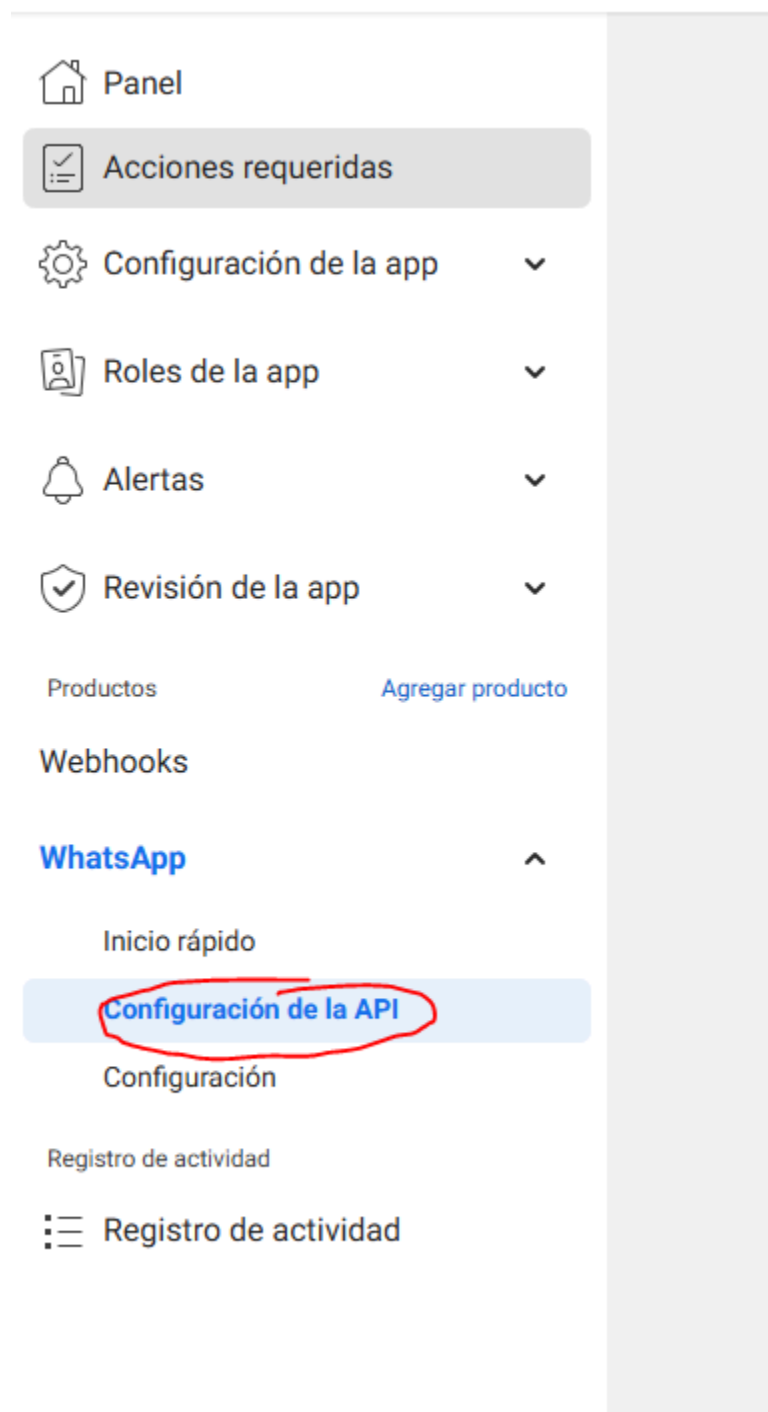 Panel
Acciones requeridas
Configuración de la app
Roles de la app
Alertas
Revisión de la app
Productos Agregar producto
Webhooks
WhatsApp
Inicio rápido
Configuración de la API
Configuración
Registro de actividad
Registro de actividad